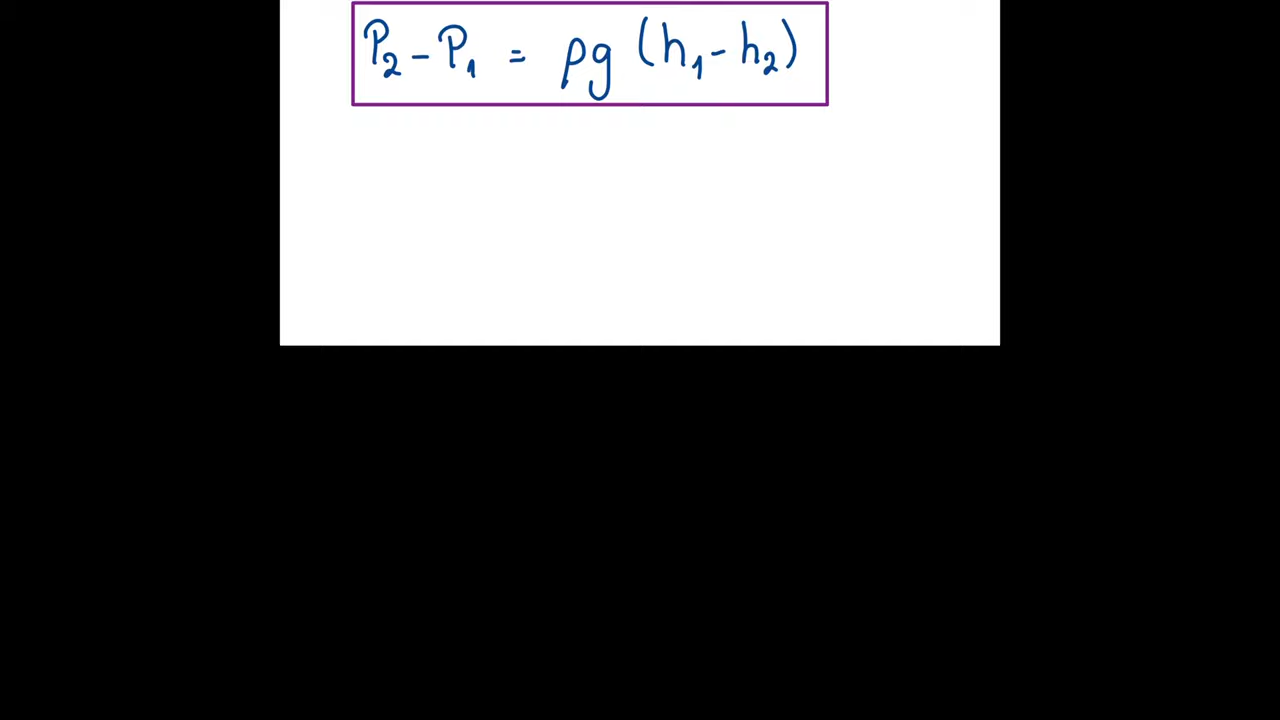 P₂ - P₁ = ρg (h₁ - h₂)